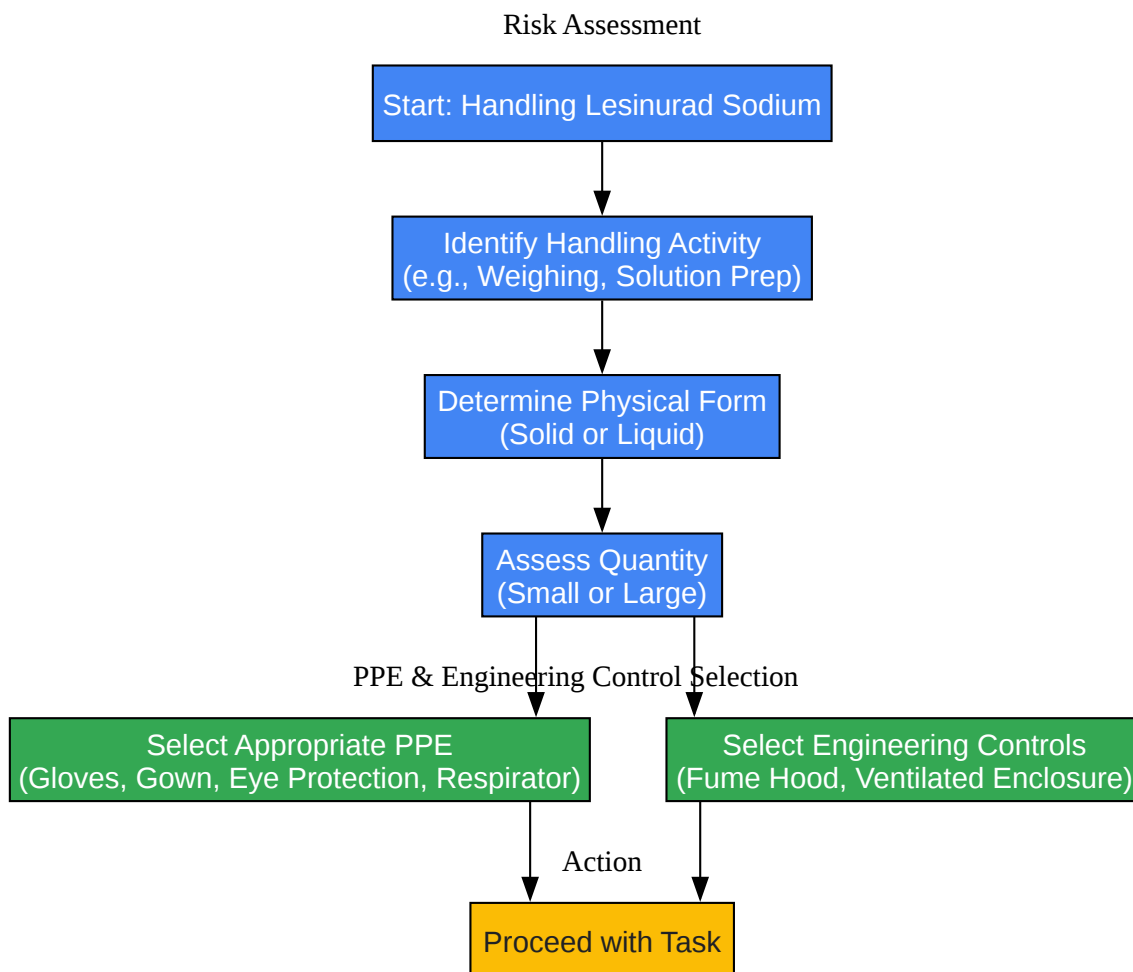 Risk Assessment
Start: Handling Lesinurad Sodium
Identify Handling Activity
(e.g., Weighing, Solution Prep)
Determine Physical Form
(Solid or Liquid)
Assess Quantity
(Small or Large)
PPE & Engineering Control Selection
Select Appropriate PPE
(Gloves, Gown, Eye Protection, Respirator)
Select Engineering Controls
(Fume Hood, Ventilated Enclosure)
Action
Proceed with Task